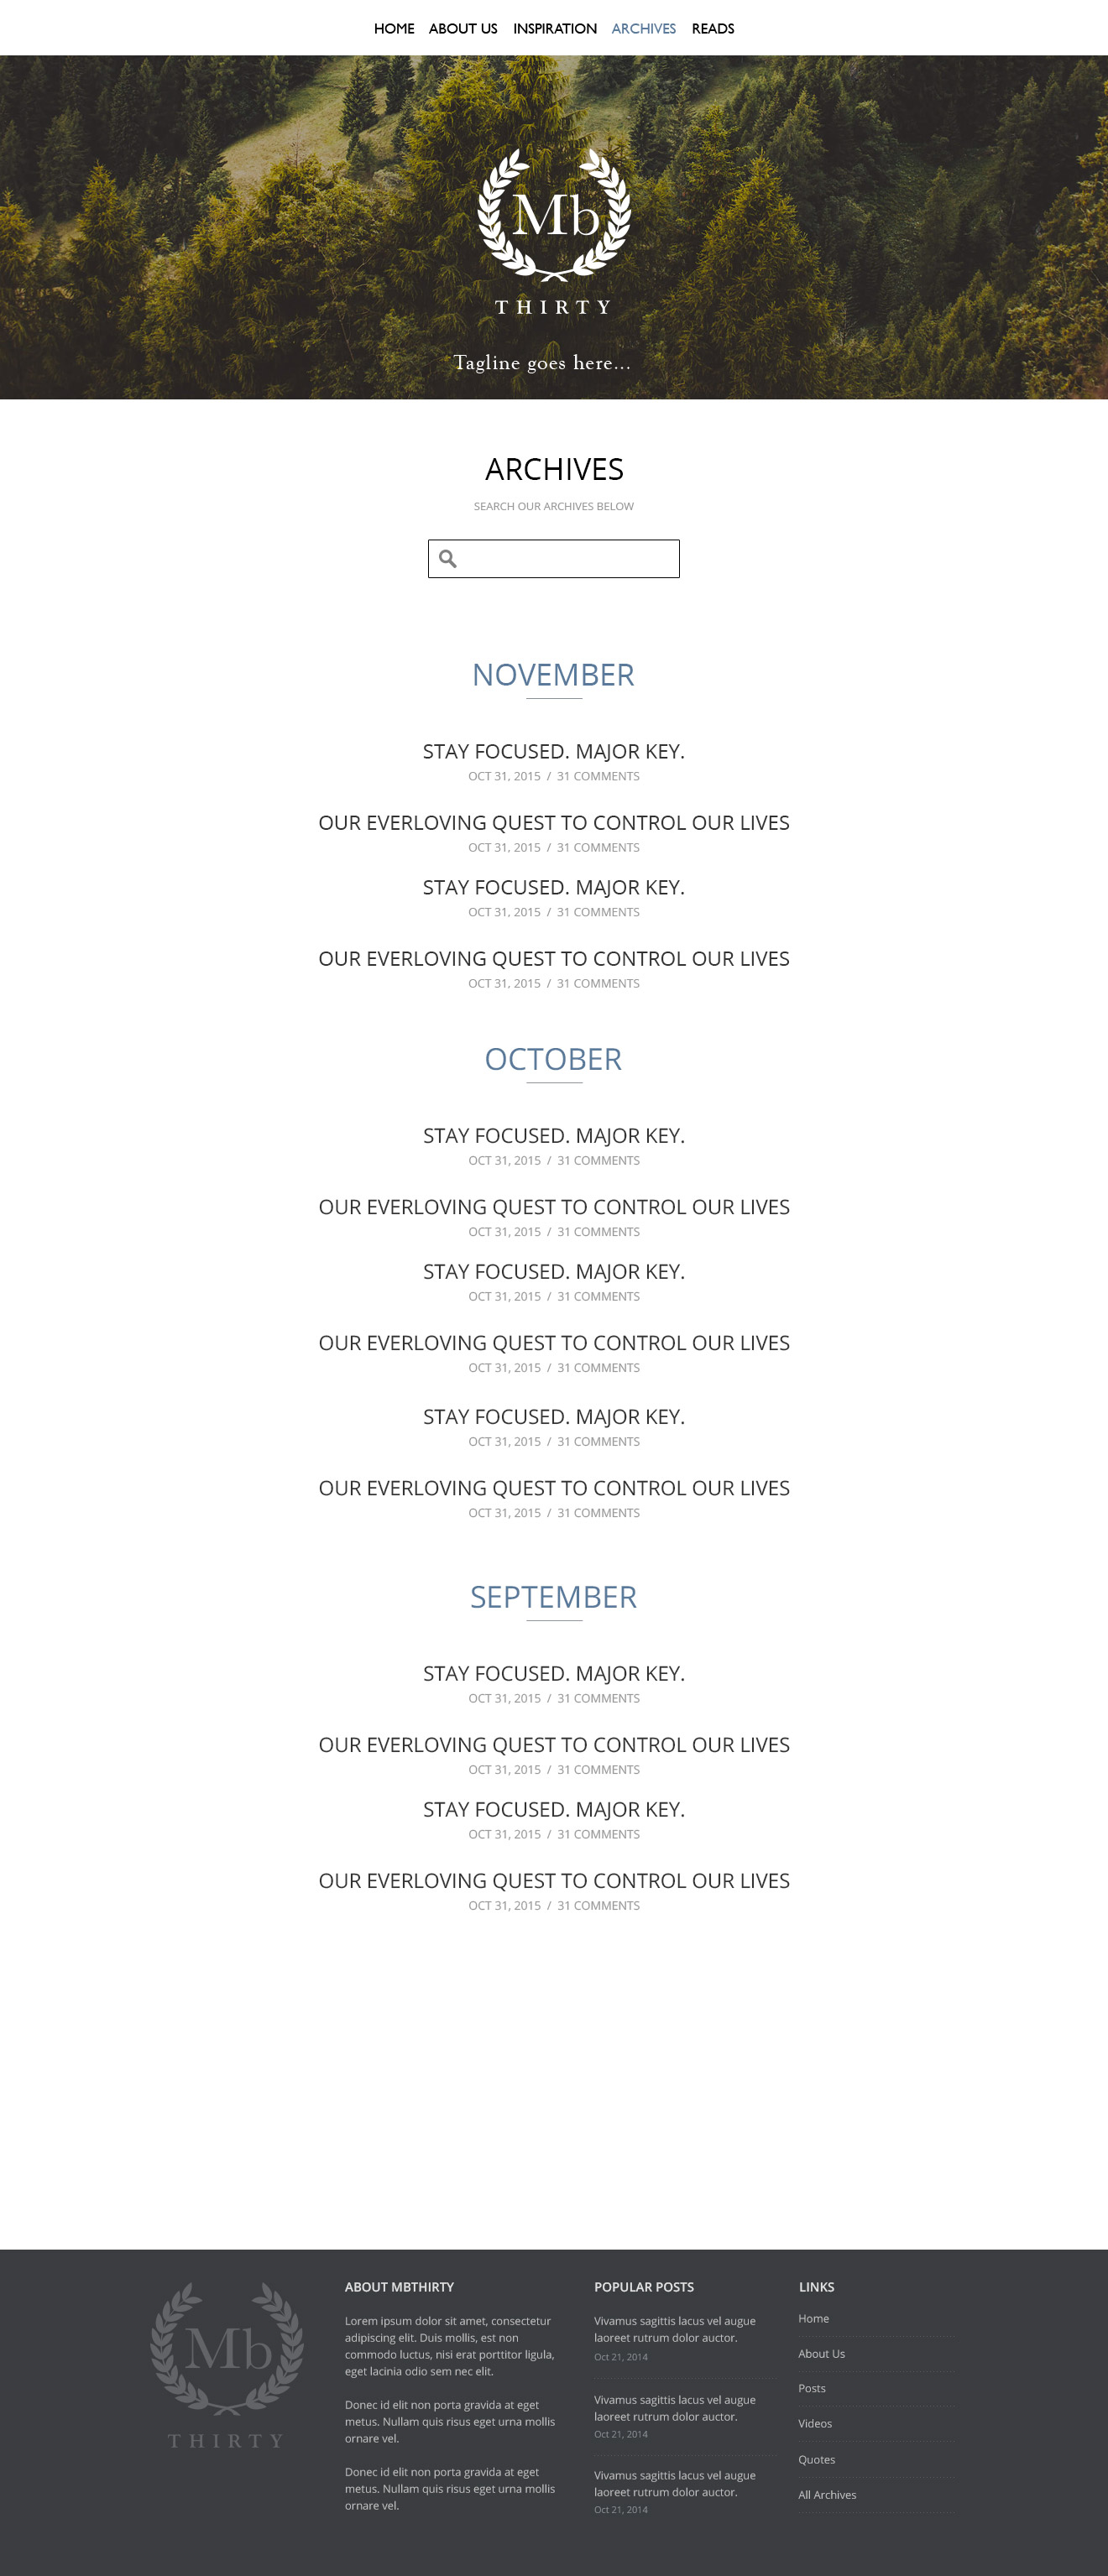 HOME ABOUT US INSPIRATION ARCHIVES READS
Mb
THIRTY
Tagline goes here...
ARCHIVES
SEARCH OUR ARCHIVES BELOW
NOVEMBER
STAY FOCUSED. MAJOR KEY.
OCT 31, 2015 / 31 COMMENTS
OUR EVERLOVING QUEST TO CONTROL OUR LIVES
OCT 31, 2015 / 31 COMMENTS
STAY FOCUSED. MAJOR KEY.
OCT 31, 2015 / 31 COMMENTS
OUR EVERLOVING QUEST TO CONTROL OUR LIVES
OCT 31, 2015 / 31 COMMENTS
OCTOBER
STAY FOCUSED. MAJOR KEY.
OCT 31, 2015 / 31 COMMENTS
OUR EVERLOVING QUEST TO CONTROL OUR LIVES
OCT 31, 2015 / 31 COMMENTS
STAY FOCUSED. MAJOR KEY.
OCT 31, 2015 / 31 COMMENTS
OUR EVERLOVING QUEST TO CONTROL OUR LIVES
OCT 31, 2015 / 31 COMMENTS
STAY FOCUSED. MAJOR KEY.
OCT 31, 2015 / 31 COMMENTS
OUR EVERLOVING QUEST TO CONTROL OUR LIVES
OCT 31, 2015 / 31 COMMENTS
SEPTEMBER
STAY FOCUSED. MAJOR KEY.
OCT 31, 2015 / 31 COMMENTS
OUR EVERLOVING QUEST TO CONTROL OUR LIVES
OCT 31, 2015 / 31 COMMENTS
STAY FOCUSED. MAJOR KEY.
OCT 31, 2015 / 31 COMMENTS
OUR EVERLOVING QUEST TO CONTROL OUR LIVES
OCT 31, 2015 / 31 COMMENTS
Mb
THIRTY
ABOUT MBTHIRTY
Lorem ipsum dolor sit amet, consectetur
adipiscing elit. Duis mollis, est non
commodo luctus, nisi erat porttitor ligula,
eget lacinia odio sem nec elit.
Donec id elit non porta gravida at eget
metus. Nullam quis risus eget urna mollis
ornare vel.
Donec id elit non porta gravida at eget
metus. Nullam quis risus eget urna mollis
ornare vel.
POPULAR POSTS
Vivamus sagittis lacus vel augue
laoreet rutrum dolor auctor.
Oct 21, 2014
Vivamus sagittis lacus vel augue
laoreet rutrum dolor auctor.
Oct 21, 2014
Vivamus sagittis lacus vel augue
laoreet rutrum dolor auctor.
Oct 21, 2014
LINKS
Home
About Us
Posts
Videos
Quotes
All Archives